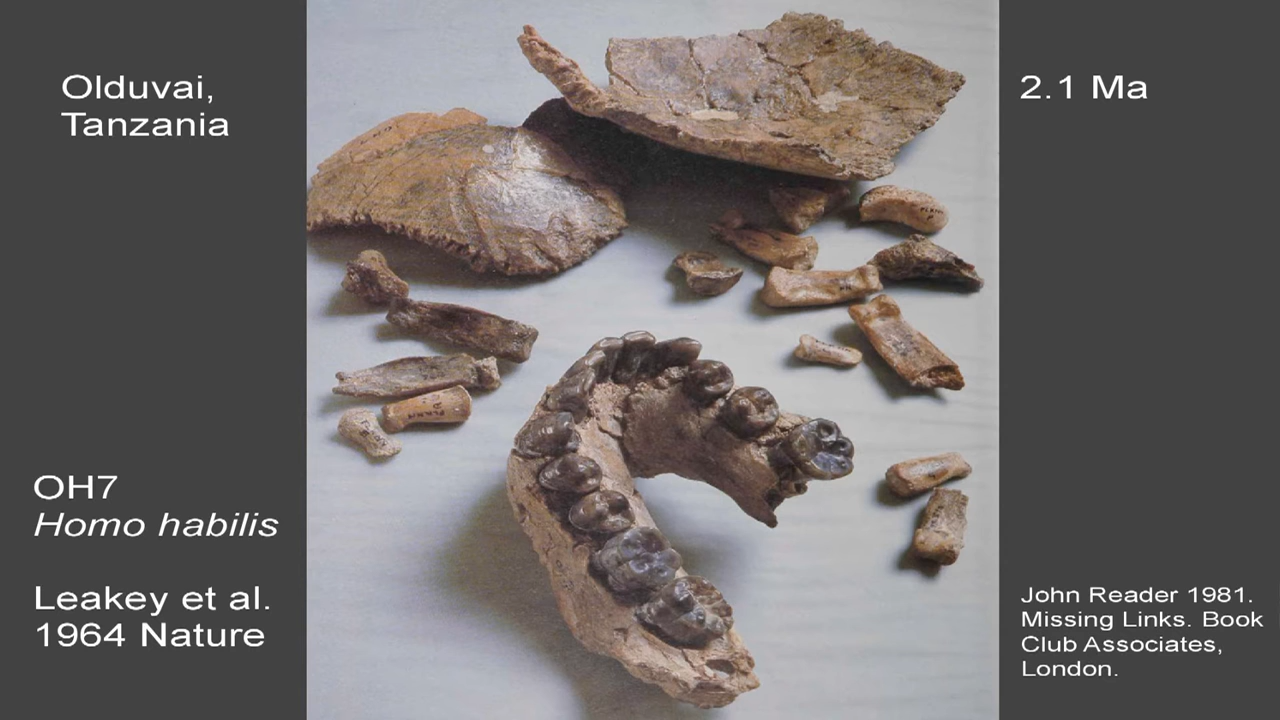 Olduvai,
Tanzania
2.1 Ma
OH7
Homo habilis
Leakey et al.
1964 Nature
John Reader 1981.
Missing Links. Book
Club Associates,
London.